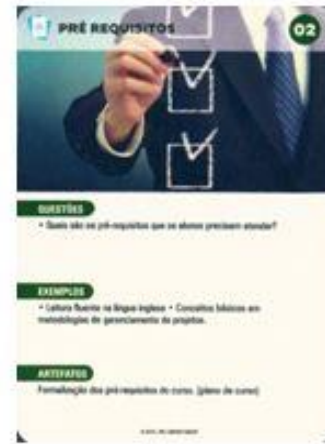 PRÉ REQUISITOS
02
QUESTÕES
• Quais são os pré-requisitos que os alunos precisam atender?
EXEMPLOS
• Leitura fluente na língua inglesa • Conceitos básicos em
metodologias de gerenciamento de projetos.
ARTEFATOS
Formalização dos pré-requisitos do curso. (plano de curso)